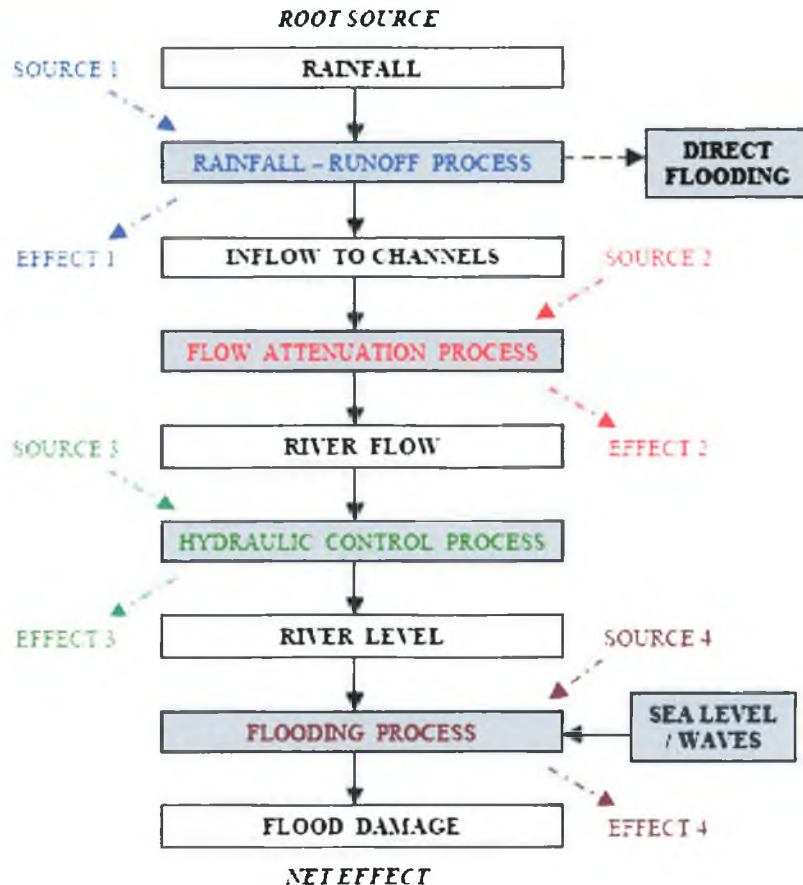 ROOT SOURCE
RAINFALL
SOURCE 1
RAINFALL – RUNOFF PROCESS
DIRECT
FLOODING
EFFECT 1
INFLOW TO CHANNELS
SOURCE 2
FLOW ATTENUATION PROCESS
RIVER FLOW
EFFECT 2
SOURCE 3
HYDRAULIC CONTROL PROCESS
EFFECT 3
RIVER LEVEL
SOURCE 4
FLOODING PROCESS
SEA LEVEL
/ WAVES
FLOOD DAMAGE
EFFECT 4
NET EFFECT